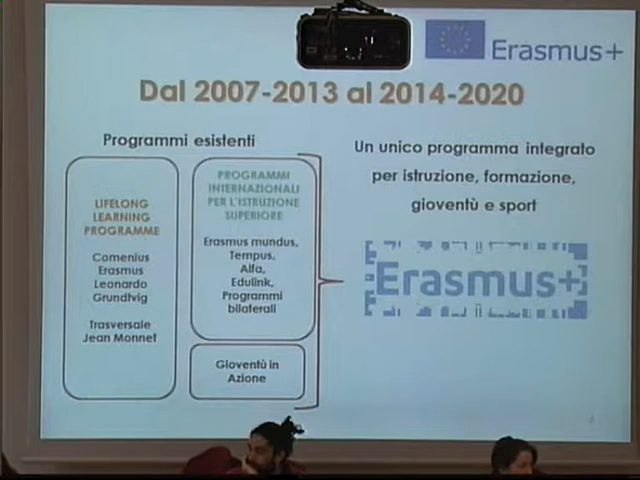 Erasmus+
Dal 2007-2013 al 2014-2020
Programmi esistenti
LIFELONG
LEARNING
PROGRAMME
Comenius
Erasmus
Leonardo
Grundtvig
Trasversale
Jean Monnet
PROGRAMMI
INTERNAZIONALI
PER L'ISTRUZIONE
SUPERIORE
Erasmus mundus,
Tempus,
Alfa,
Edulink,
Programmi
bilaterali
Gioventù in
Azione
Un unico programma integrato
per istruzione, formazione,
gioventù e sport
Erasmus+